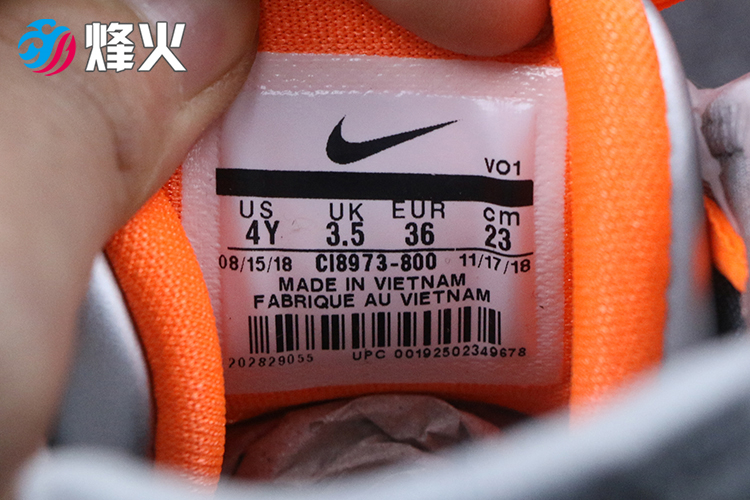 烽火
VO1
US UK EUR cm
4Y 3.5 36 23
08/15/18 CI8973-800 11/17/18
MADE IN VIETNAM
FABRIQUE AU VIETNAM
202829055 UPC 00192502349678